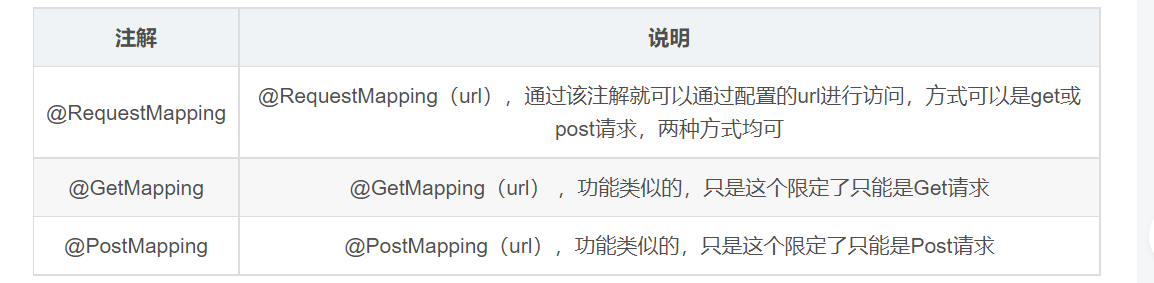 注解 说明
@RequestMapping @RequestMapping（url），通过该注解就可以通过配置的url进行访问，方式可以是get或
post请求，两种方式均可
@GetMapping @GetMapping（url） ，功能类似的，只是这个限定了只能是Get请求
@PostMapping @PostMapping（url），功能类似的，只是这个限定了只能是Post请求